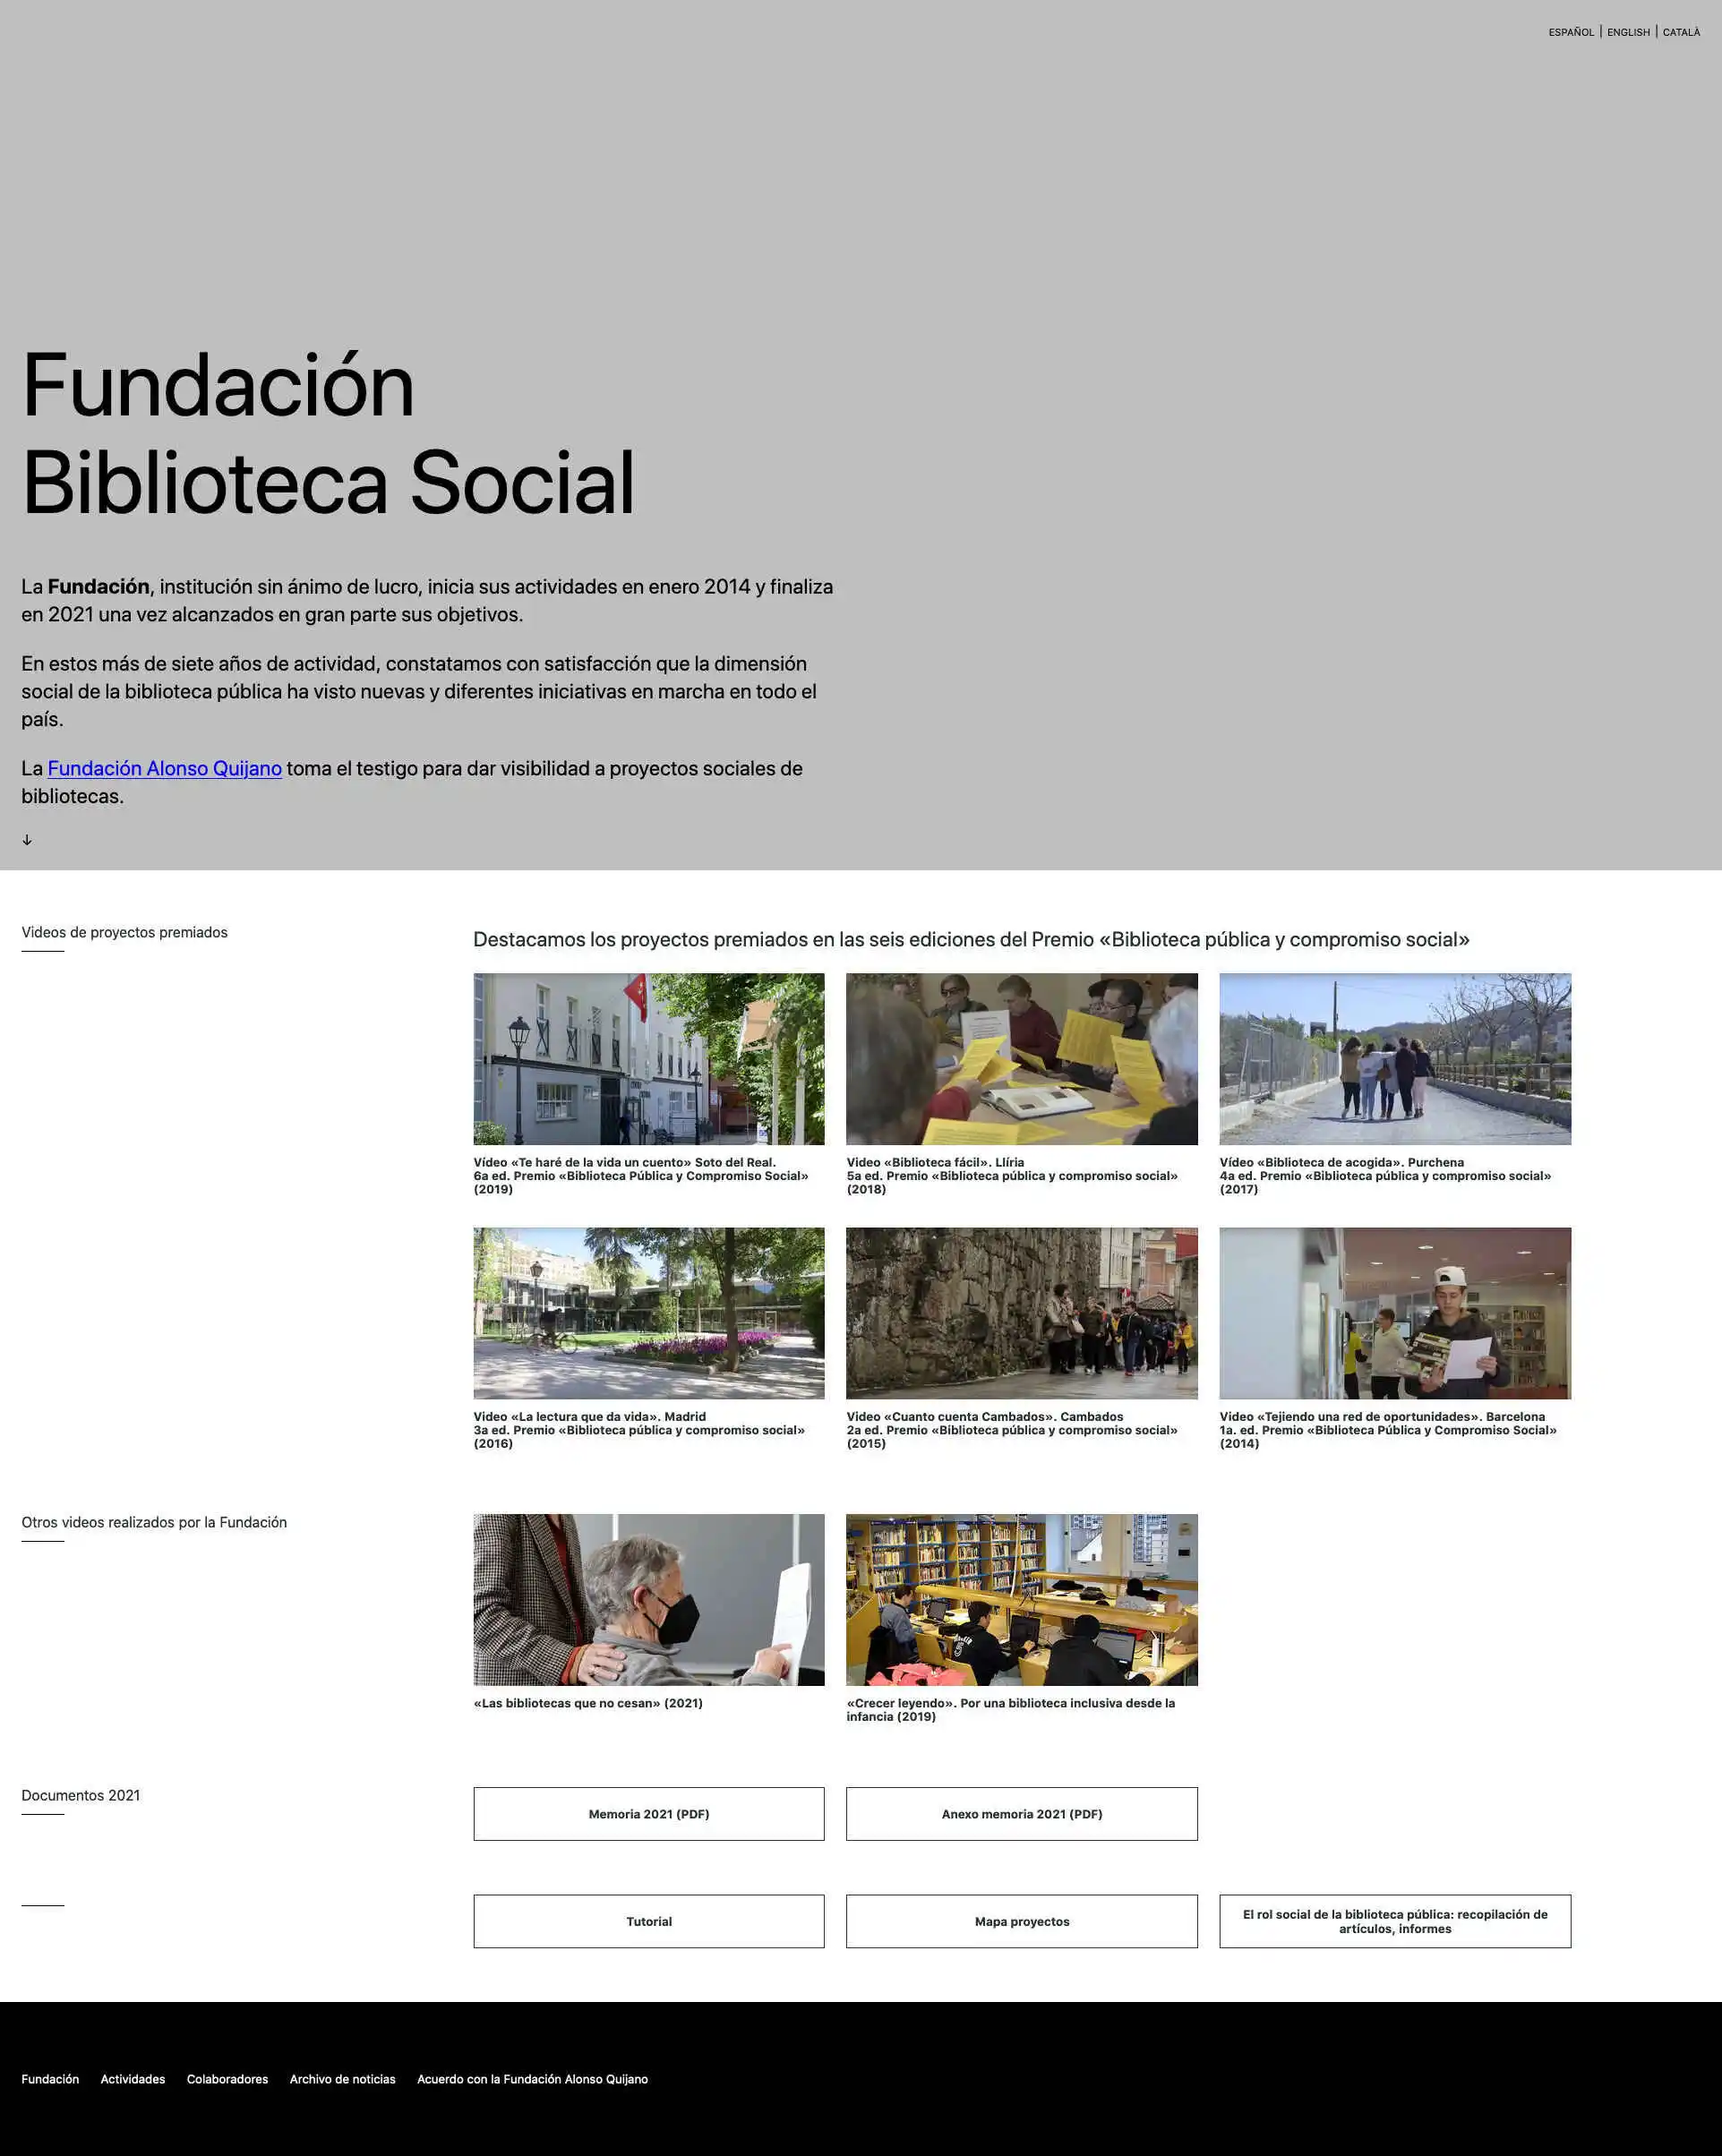 ESPAÑOL | ENGLISH | CATALÀ
Fundación
Biblioteca Social
La Fundación, institución sin ánimo de lucro, inicia sus actividades en enero 2014 y finaliza
en 2021 una vez alcanzados en gran parte sus objetivos.
En estos más de siete años de actividad, constatamos con satisfacción que la dimensión
social de la biblioteca pública ha visto nuevas y diferentes iniciativas en marcha en todo el
país.
La Fundación Alonso Quijano toma el testigo para dar visibilidad a proyectos sociales de
bibliotecas.
↓
Videos de proyectos premiados
Destacamos los proyectos premiados en las seis ediciones del Premio «Biblioteca pública y compromiso social»
Vídeo «Te haré de la vida un cuento» Soto del Real.
6a ed. Premio «Biblioteca Pública y Compromiso Social»
(2019)
Video «Biblioteca fácil». Llíria
5a ed. Premio «Biblioteca pública y compromiso social»
(2018)
Vídeo «Biblioteca de acogida». Purchena
4a ed. Premio «Biblioteca pública y compromiso social»
(2017)
Video «La lectura que da vida». Madrid
3a ed. Premio «Biblioteca pública y compromiso social»
(2016)
Video «Cuanto cuenta Cambados». Cambados
2a ed. Premio «Biblioteca pública y compromiso social»
(2015)
Video «Tejiendo una red de oportunidades». Barcelona
1a. ed. Premio «Biblioteca Pública y Compromiso Social»
(2014)
Otros videos realizados por la Fundación
«Las bibliotecas que no cesan» (2021)
«Crecer leyendo». Por una biblioteca inclusiva desde la
infancia (2019)
Documentos 2021
Memoria 2021 (PDF)
Anexo memoria 2021 (PDF)
Tutorial
Mapa proyectos
El rol social de la biblioteca pública: recopilación de
artículos, informes
Fundación
Actividades
Colaboradores
Archivo de noticias
Acuerdo con la Fundación Alonso Quijano